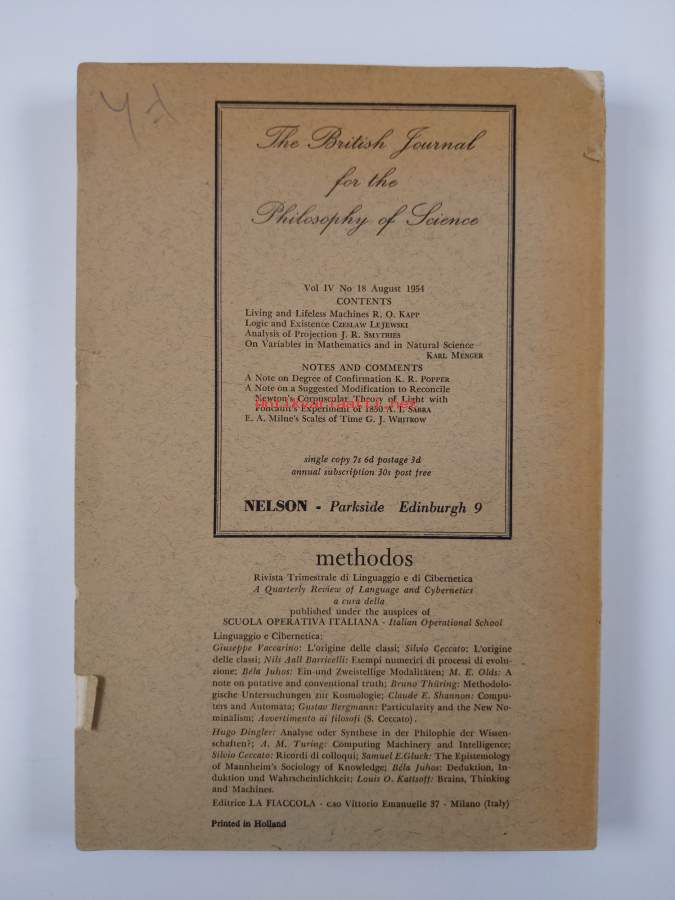 The British Journal
for the
Philosophy of Science
Vol IV No 18 August 1954
CONTENTS
Living and Lifeless Machines R. O. KAPP
Logic and Existence CZESLAW LEJEWSKI
Analysis of Projection J. R. SMYTHIES
On Variables in Mathematics and in Natural Science
KARL MENGER
NOTES AND COMMENTS
A Note on Degree of Confirmation K. R. POPPER
A Note on a Suggested Modification to Reconcile
Newton's Corpuscular Theory of Light with
Foucault's Experiment of 1850 A. I. SABRA
E. A. Milne's Scales of Time G. J. WHITROW
single copy 7s 6d postage 3d
annual subscription 30s post free
NELSON - Parkside Edinburgh 9
methodos
Rivista Trimestrale di Linguaggio e di Cibernetica
A Quarterly Review of Language and Cybernetics
a cura della
published under the auspices of
SCUOLA OPERATIVA ITALIANA - Italian Operational School
Linguaggio e Cibernetica:
Giuseppe Vaccarino: L'origine delle classi; Silvio Ceccato: L'origine
delle classi; Nils Aall Barricelli: Esempi numerici di processi di evolu-
zione; Béla Juhos: Ein-und Zweistellige Modalitäten; M. E. Olds: A
note on putative and conventional truth; Bruno Thüring: Methodolo-
gische Untersuchungen zür Kosmologie; Claude E. Shannon: Compu-
ters and Automata; Gustav Bergmann: Particularity and the New No-
minalism; Avvertimento ai filosofi (S. Ceccato).
Hugo Dingler: Analyse oder Synthese in der Philophie der Wissen-
schaften?; A. M. Turing: Computing Machinery and Intelligence;
Silvio Ceccato: Ricordi di colloqui; Samuel E.Gluck: The Epistemology
of Mannheim's Sociology of Knowledge; Béla Juhos: Deduktion, In-
duktion und Wahrscheinlichkeit; Louis O. Kattsoff: Brains, Thinking
and Machines.
Editrice LA FIACCOLA - cso Vittorio Emanuelle 37 - Milano (Italy)
Printed in Holland